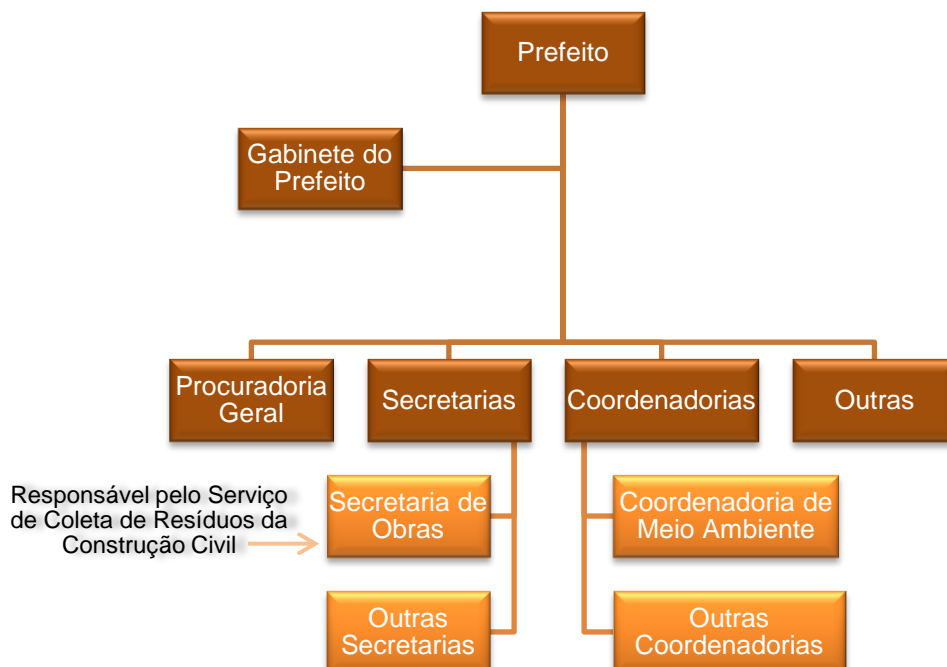 Prefeito
Gabinete do
Prefeito
Procuradoria
Geral
Secretarias
Coordenadorias
Outras
Responsável pelo Serviço
de Coleta de Resíduos da
Construção Civil
Secretaria de
Obras
Coordenadoria de
Meio Ambiente
Outras
Secretarias
Outras
Coordenadorias